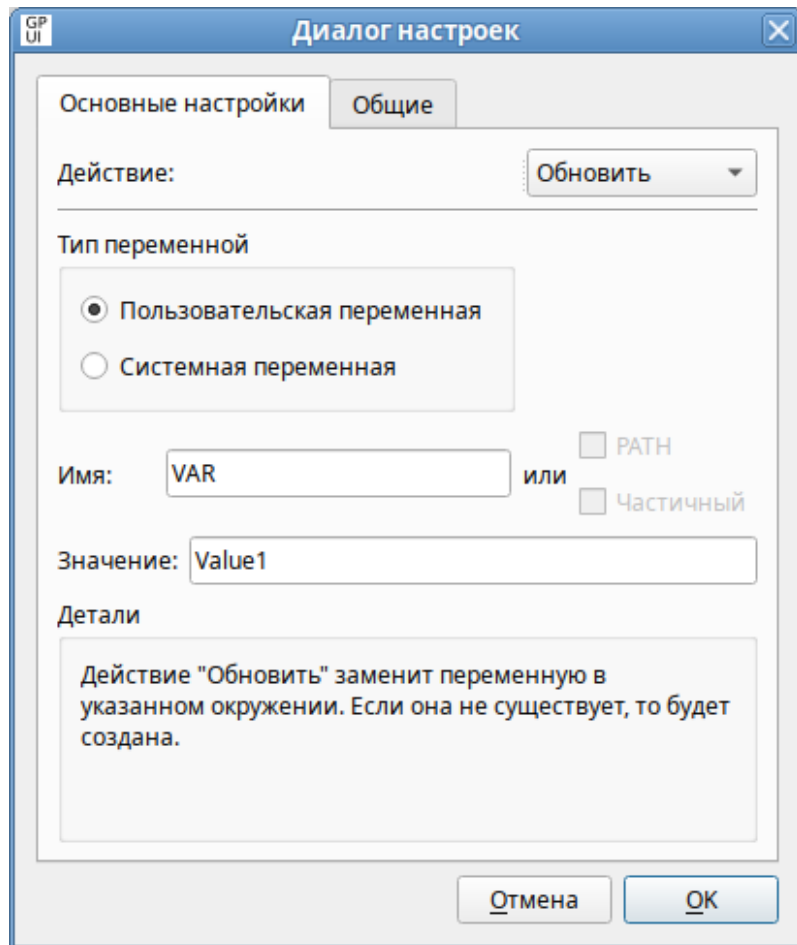 GP
UI
Диалог настроек
Основные настройки
Общие
Действие:
Обновить
Тип переменной
Пользовательская переменная
Системная переменная
Имя:
VAR
или
PATH
Частичный
Значение:
Value1
Детали
Действие "Обновить" заменит переменную в
указанном окружении. Если она не существует, то будет
создана.
Отмена
OK